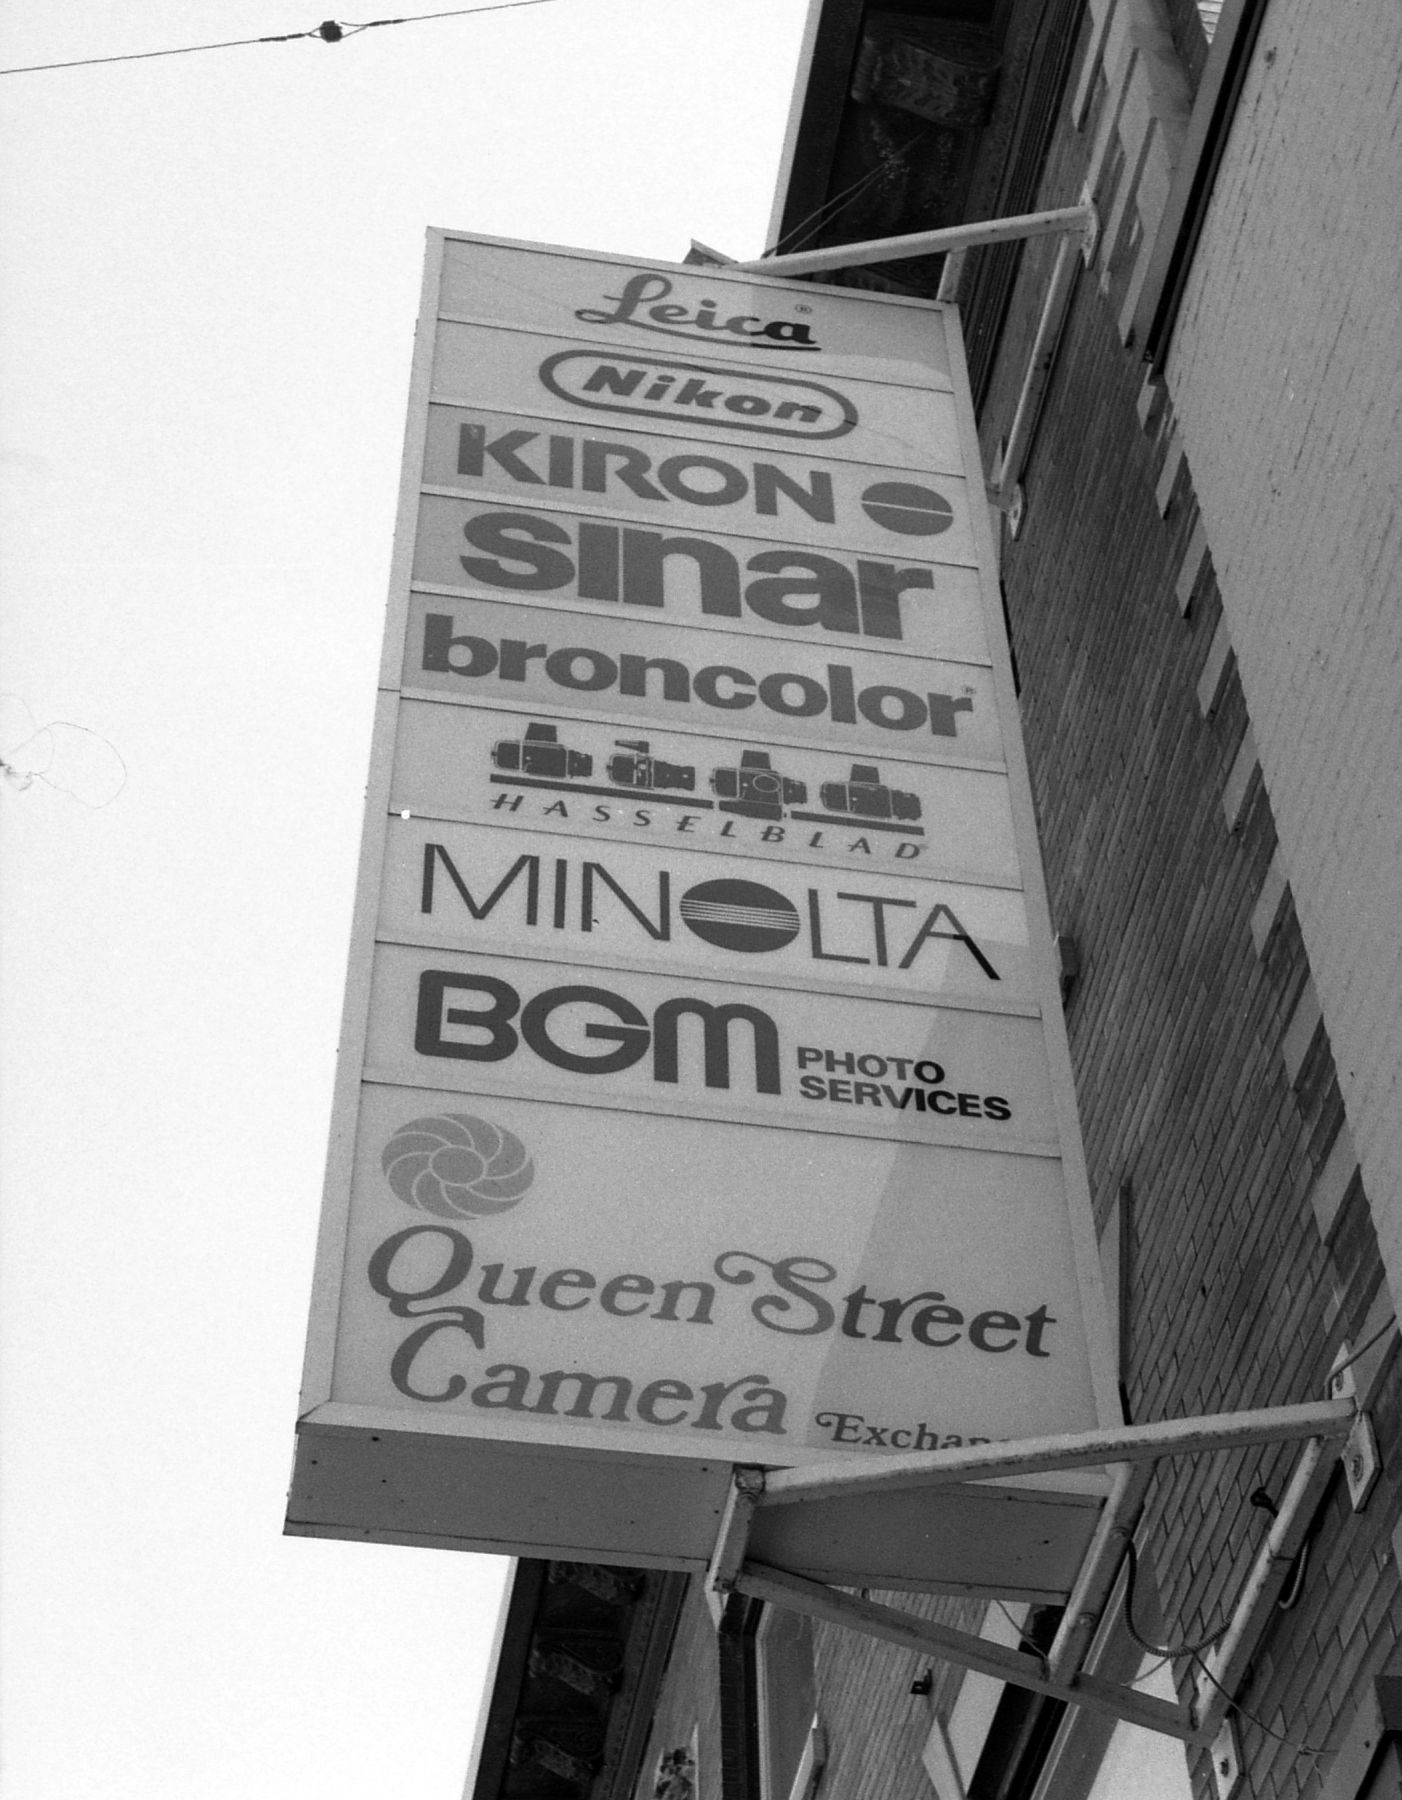 Leica®
Nikon
KIRON
sinar
broncolor®
HASSELBLAD
MINOLTA
BGM PHOTO
SERVICES
Queen Street
Camera